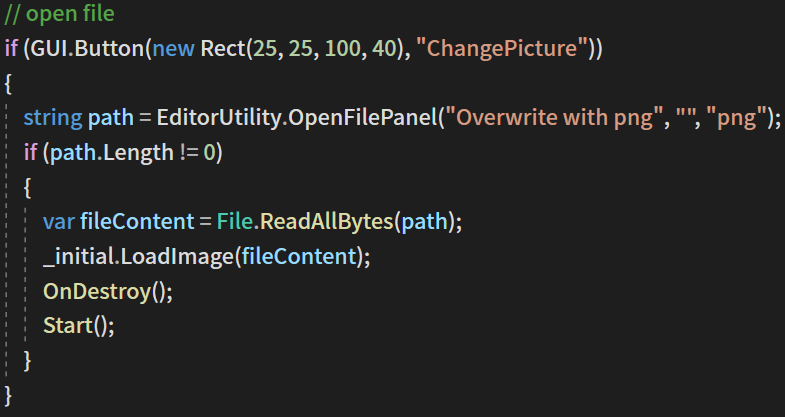 // open file
if (GUI.Button(new Rect(25, 25, 100, 40), "ChangePicture"))
{
string path = EditorUtility.OpenFilePanel("Overwrite with png", "", "png");
if (path.Length != 0)
{
var fileContent = File.ReadAllBytes(path);
_initial.LoadImage(fileContent);
OnDestroy();
Start();
}
}